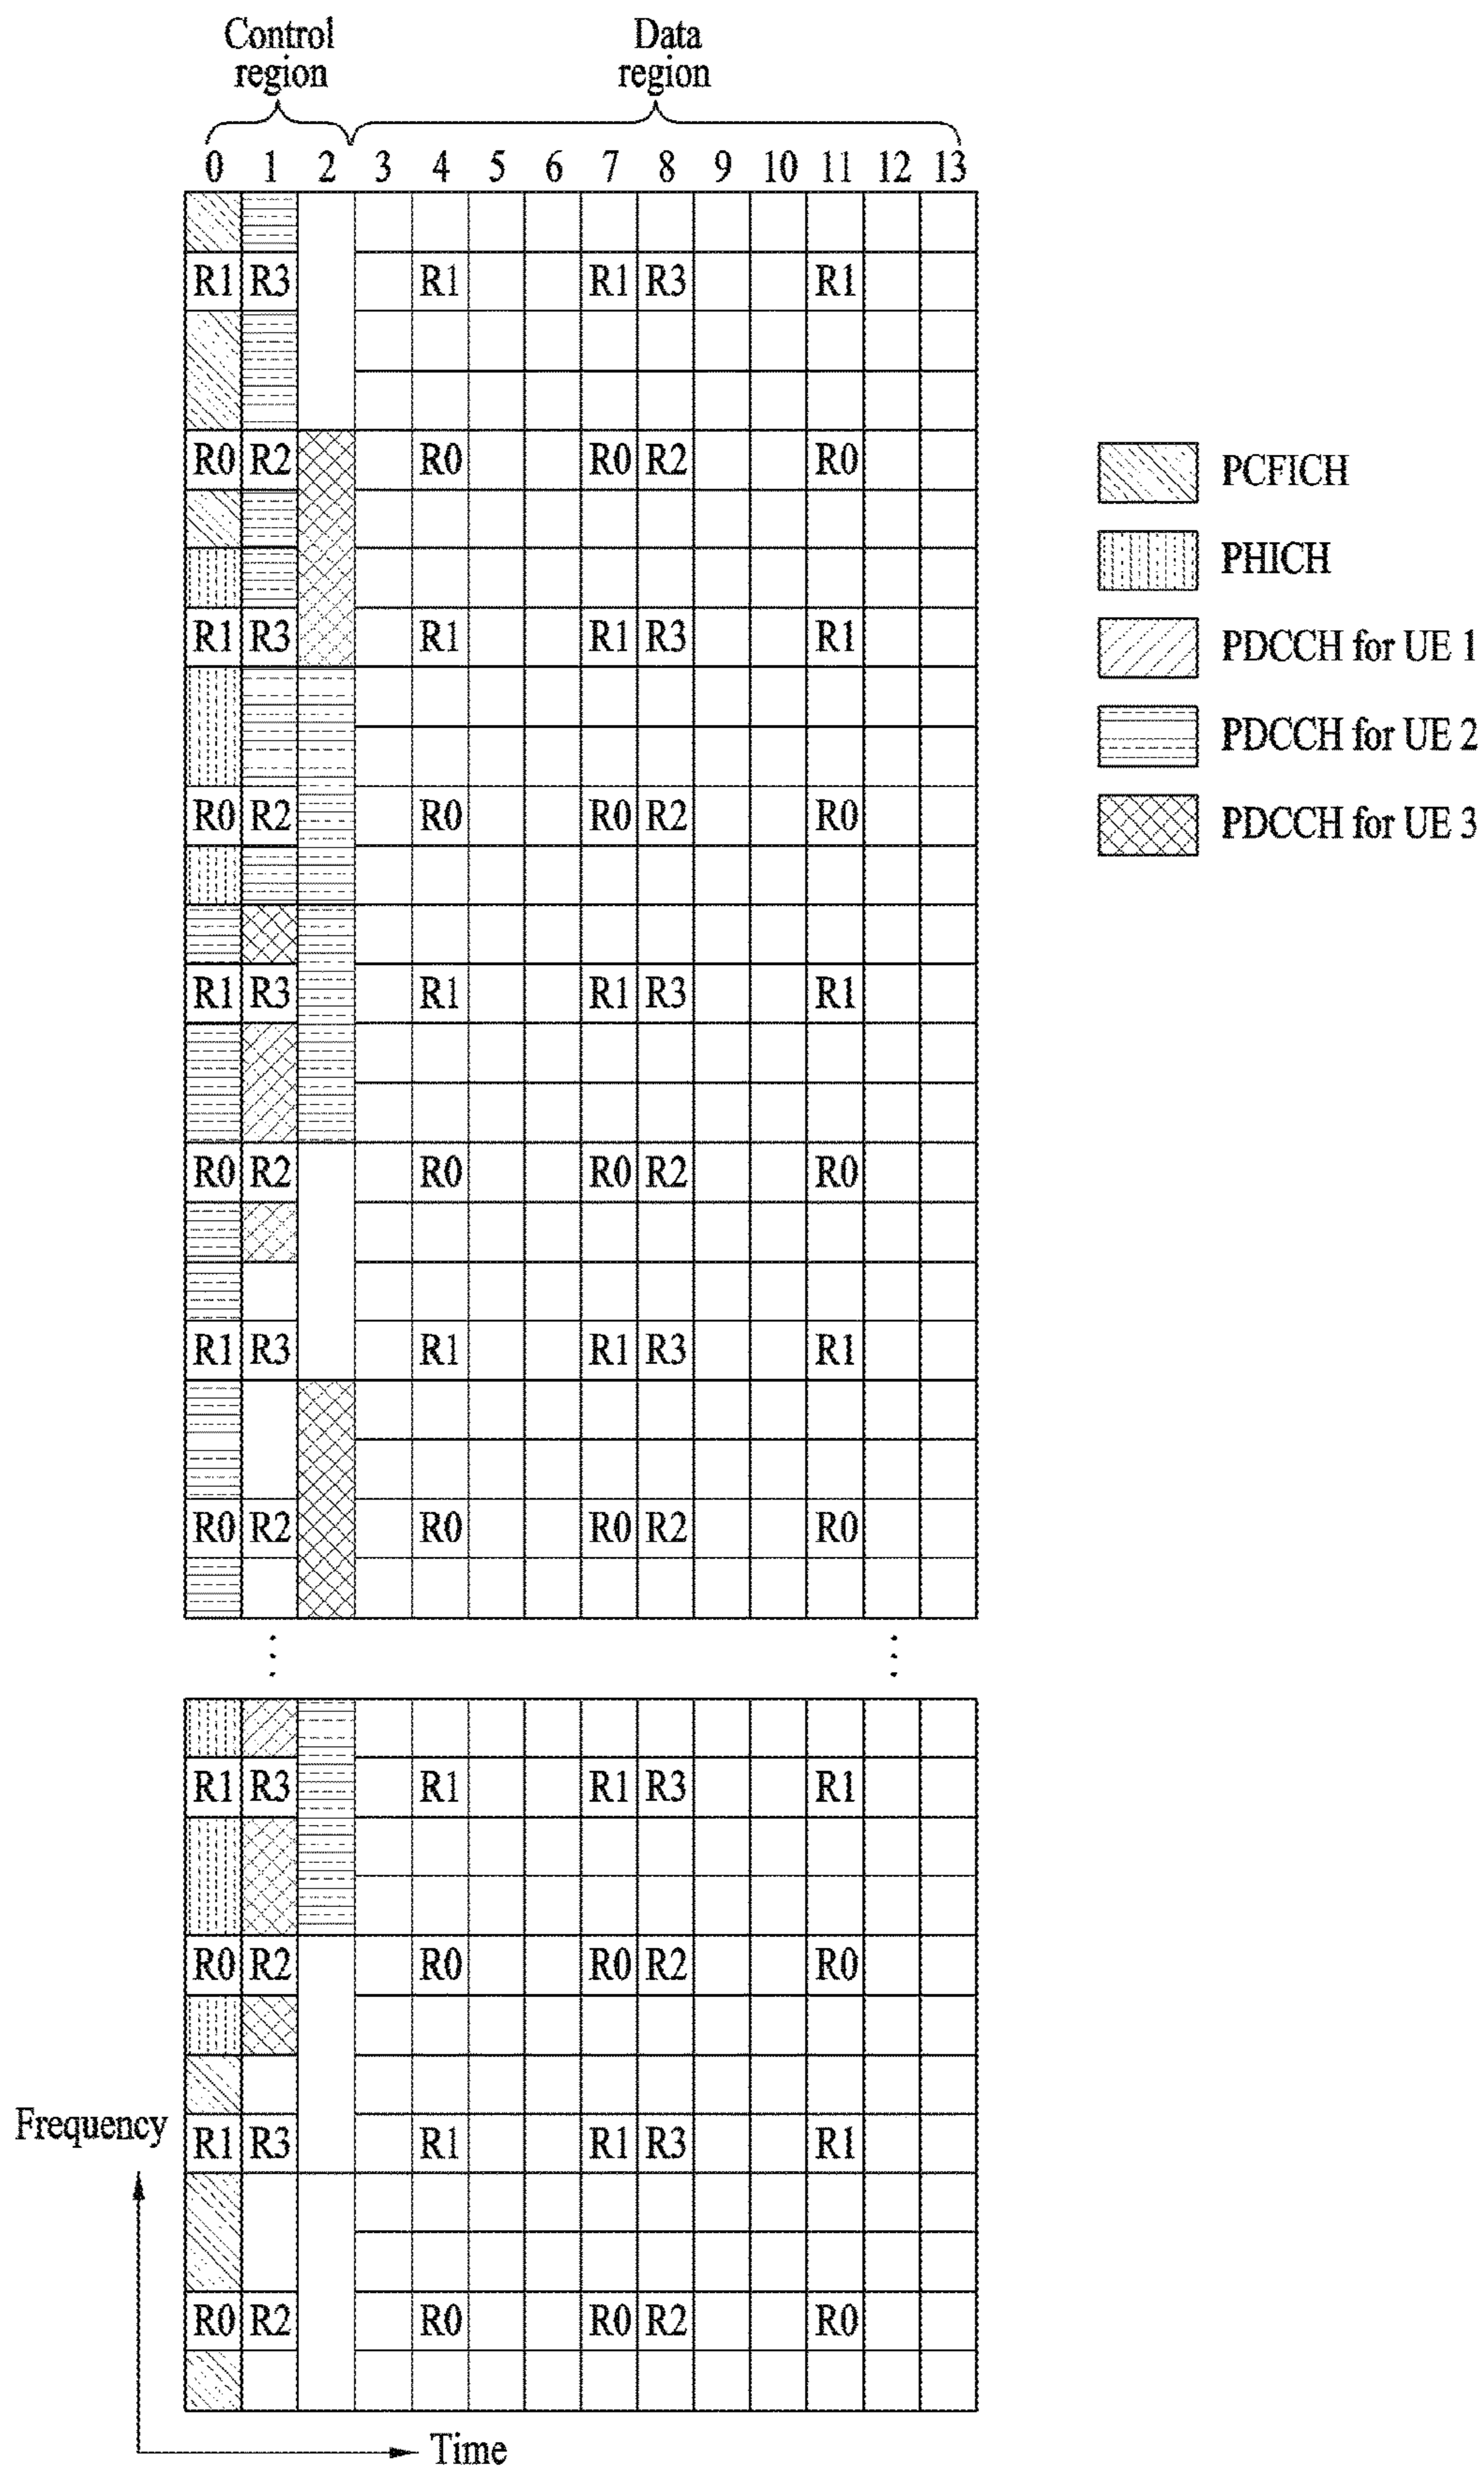 Control
region
Data
region
0 1 2 3 4 5 6 7 8 9 10 11 12 13
R1 R3 R1 R1 R3 R1
R0 R2 R0 R0 R2 R0
PCFICH
PHICH
R1 R3 R1 R1 R3 R1
PDCCH for UE 1
PDCCH for UE 2
R0 R2 R0 R0 R2 R0
PDCCH for UE 3
R1 R3 R1 R1 R3 R1
R0 R2 R0 R0 R2 R0
R1 R3 R1 R1 R3 R1
R0 R2 R0 R0 R2 R0
R1 R3 R1 R1 R3 R1
R0 R2 R0 R0 R2 R0
Frequency
R1 R3 R1 R1 R3 R1
R0 R2 R0 R0 R2 R0
Time